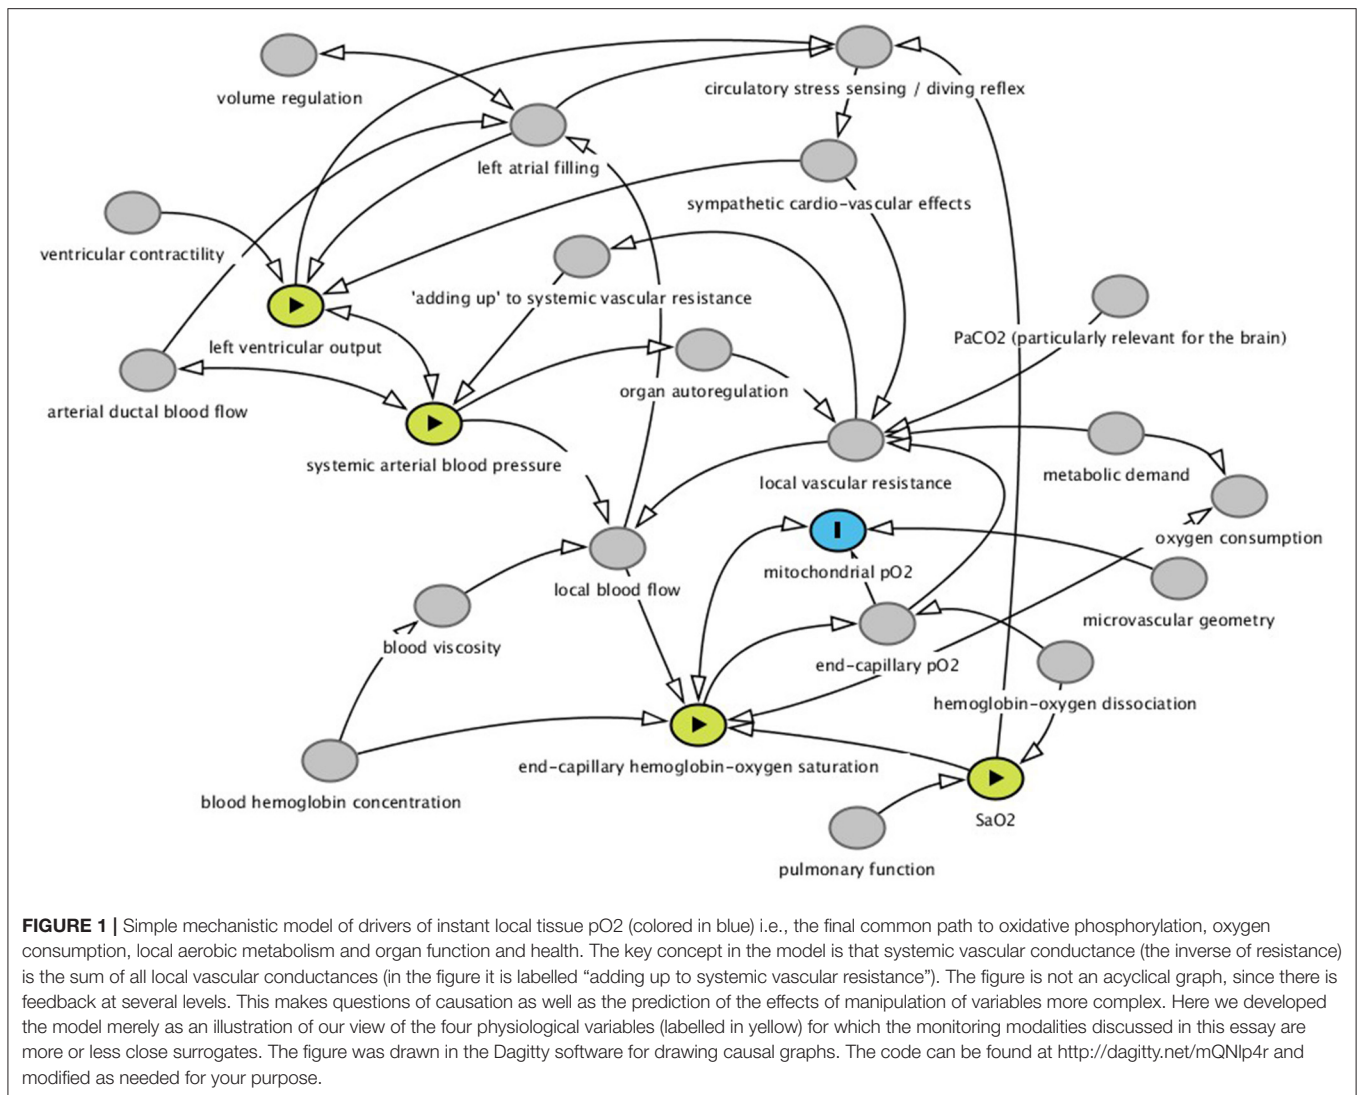 volume regulation
circulatory stress sensing / diving reflex
left atrial filling
sympathetic cardio-vascular effects
ventricular contractility
'adding up' to systemic vascular resistance
PaCO2 (particularly relevant for the brain)
left ventricular output
organ autoregulation
arterial ductal blood flow
systemic arterial blood pressure
metabolic demand
local vascular resistance
oxygen consumption
mitochondrial pO2
local blood flow
microvascular geometry
blood viscosity
end-capillary pO2
hemoglobin-oxygen dissociation
end-capillary hemoglobin-oxygen saturation
blood hemoglobin concentration
SaO2
pulmonary function
FIGURE 1 | Simple mechanistic model of drivers of instant local tissue pO2 (colored in blue) i.e., the final common path to oxidative phosphorylation, oxygen
consumption, local aerobic metabolism and organ function and health. The key concept in the model is that systemic vascular conductance (the inverse of resistance)
is the sum of all local vascular conductances (in the figure it is labelled “adding up to systemic vascular resistance”). The figure is not an acyclical graph, since there is
feedback at several levels. This makes questions of causation as well as the prediction of the effects of manipulation of variables more complex. Here we developed
the model merely as an illustration of our view of the four physiological variables (labelled in yellow) for which the monitoring modalities discussed in this essay are
more or less close surrogates. The figure was drawn in the Dagitty software for drawing causal graphs. The code can be found at http://dagitty.net/mQNlp4r and
modified as needed for your purpose.